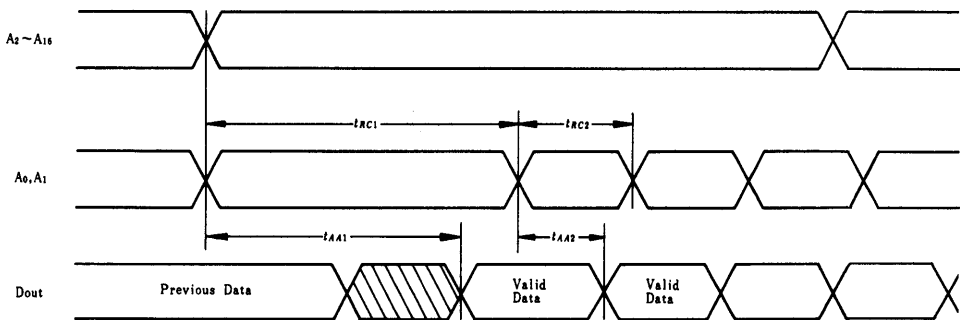 A₂~A₁₆
tRC1
tRC2
A₀,A₁
tAA1
tAA2
Dout
Previous Data
Valid
Data
Valid
Data